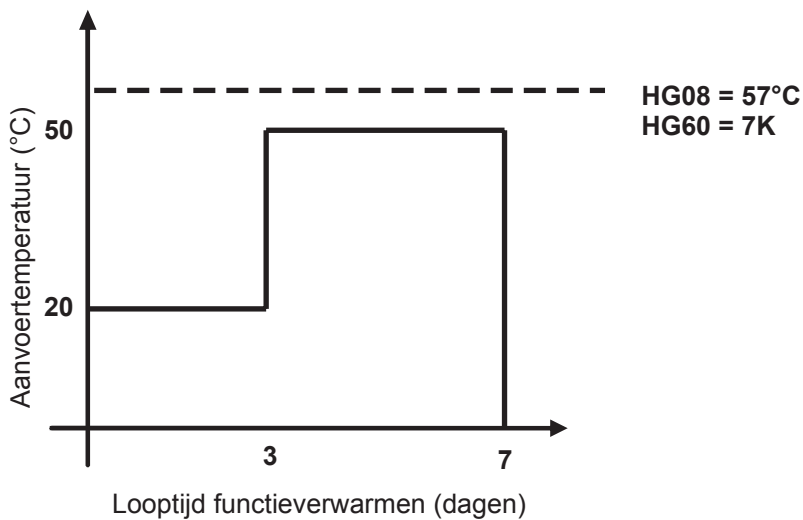 HG08 = 57°C
HG60 = 7K
Aanvoertemperatuur (°C)
50
20
3
7
Looptijd functieverwarmen (dagen)